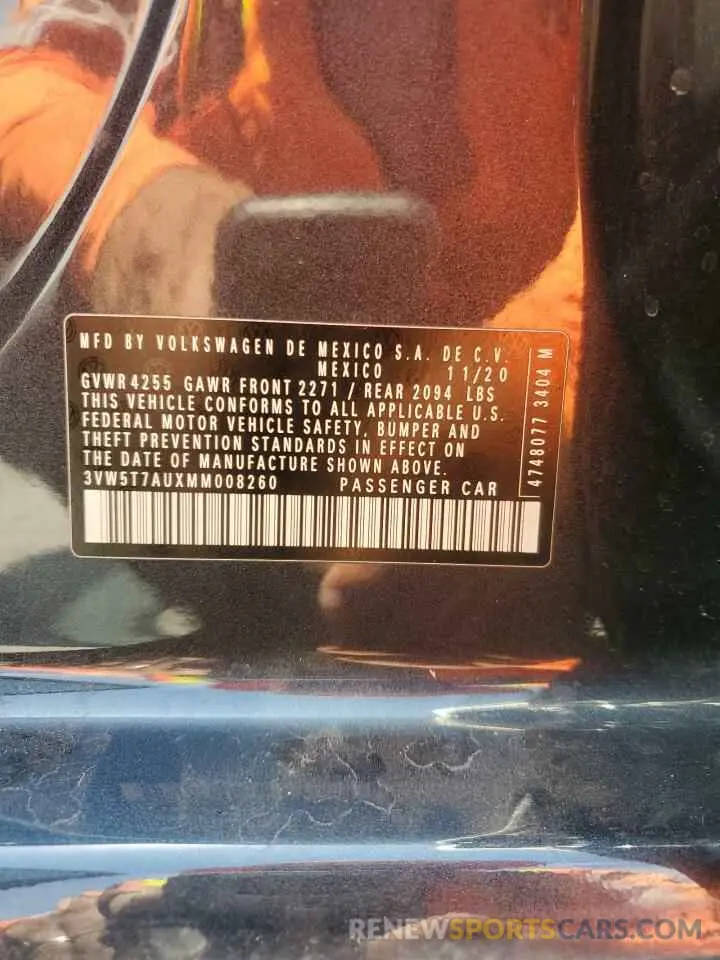 MFD BY VOLKSWAGEN DE MEXICO S.A. DE C.V.
MEXICO 11/20
GVWR 4255 GAWR FRONT 2271 / REAR 2094 LBS
THIS VEHICLE CONFORMS TO ALL APPLICABLE U.S.
FEDERAL MOTOR VEHICLE SAFETY, BUMPER AND
THEFT PREVENTION STANDARDS IN EFFECT ON
THE DATE OF MANUFACTURE SHOWN ABOVE.
3VW5T7AUXMM008260 PASSENGER CAR
4748077 3404 M
RENEWSPORTSCARS.COM